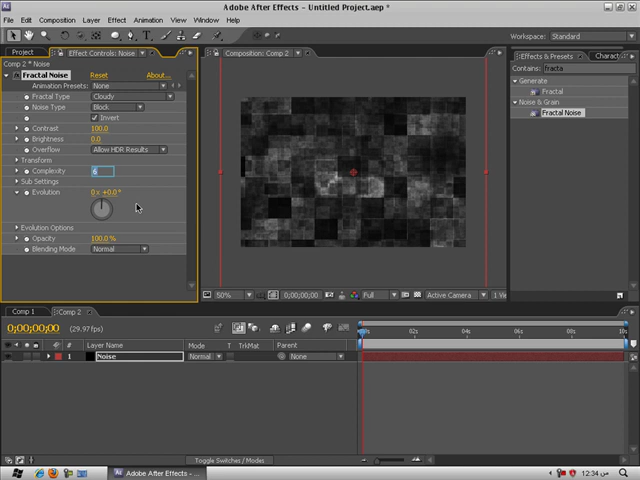 Adobe After Effects - Untitled Project.aep *
File Edit Composition Layer Effect Animation View Window Help
Workspace: Standard
Project Effect Controls: Noise Composition: Comp 2 Effects & Presets Charact
Comp 2 * Noise
Contains: fracta
Fractal Noise Reset About...
Animation Presets: None
Fractal Type Cloudy
Noise Type Block
Invert
Contrast 100.0
Brightness 0.0
Overflow Allow HDR Results
Transform
Complexity 6
Sub Settings
Evolution 0 x +0.0 °
Evolution Options
Opacity 100.0 %
Blending Mode Normal
Generate
Fractal
Noise & Grain
Fractal Noise
50% 0;00;00;00 Full Active Camera 1 Vi
Comp 1 Comp 2
0;00;00;00 (29.97fps)
# Layer Name Mode T TrkMat Parent
1 Noise Normal None
02s 04s 06s 08s 10s
Toggle Switches / Modes
Windows Adobe After Effects - ... 12:34 ص